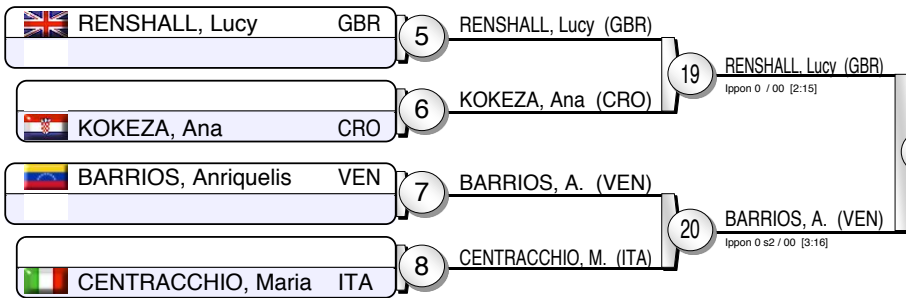 RENSHALL, Lucy GBR
5
RENSHALL, Lucy (GBR)
KOKEZA, Ana CRO
6
KOKEZA, Ana (CRO)
19
RENSHALL, Lucy (GBR)
Ippon 0 / 00 [2:15]
BARRIOS, Anriquelis VEN
7
BARRIOS, A. (VEN)
CENTRACCHIO, Maria ITA
8
CENTRACCHIO, M. (ITA)
20
BARRIOS, A. (VEN)
Ippon 0 s2 / 00 [3:16]